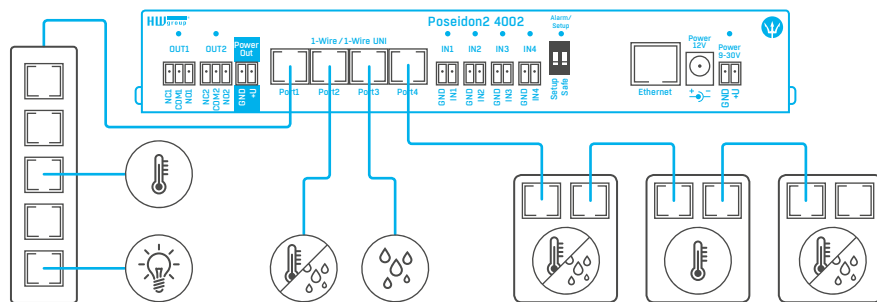 HW group
Poseidon2 4002
Alarm/
Setup
OUT1 OUT2
Power
Out
1-Wire/1-Wire UNI
IN1 IN2 IN3 IN4
Power
12V
Power
9-30V
NC1 COM1 NO1 NC2 COM2 NO2 GND +U
Port1 Port2 Port3 Port4
GND IN1 GND IN2 GND IN3 GND IN4
Setup Safe
Ethernet
+ −
GND +U